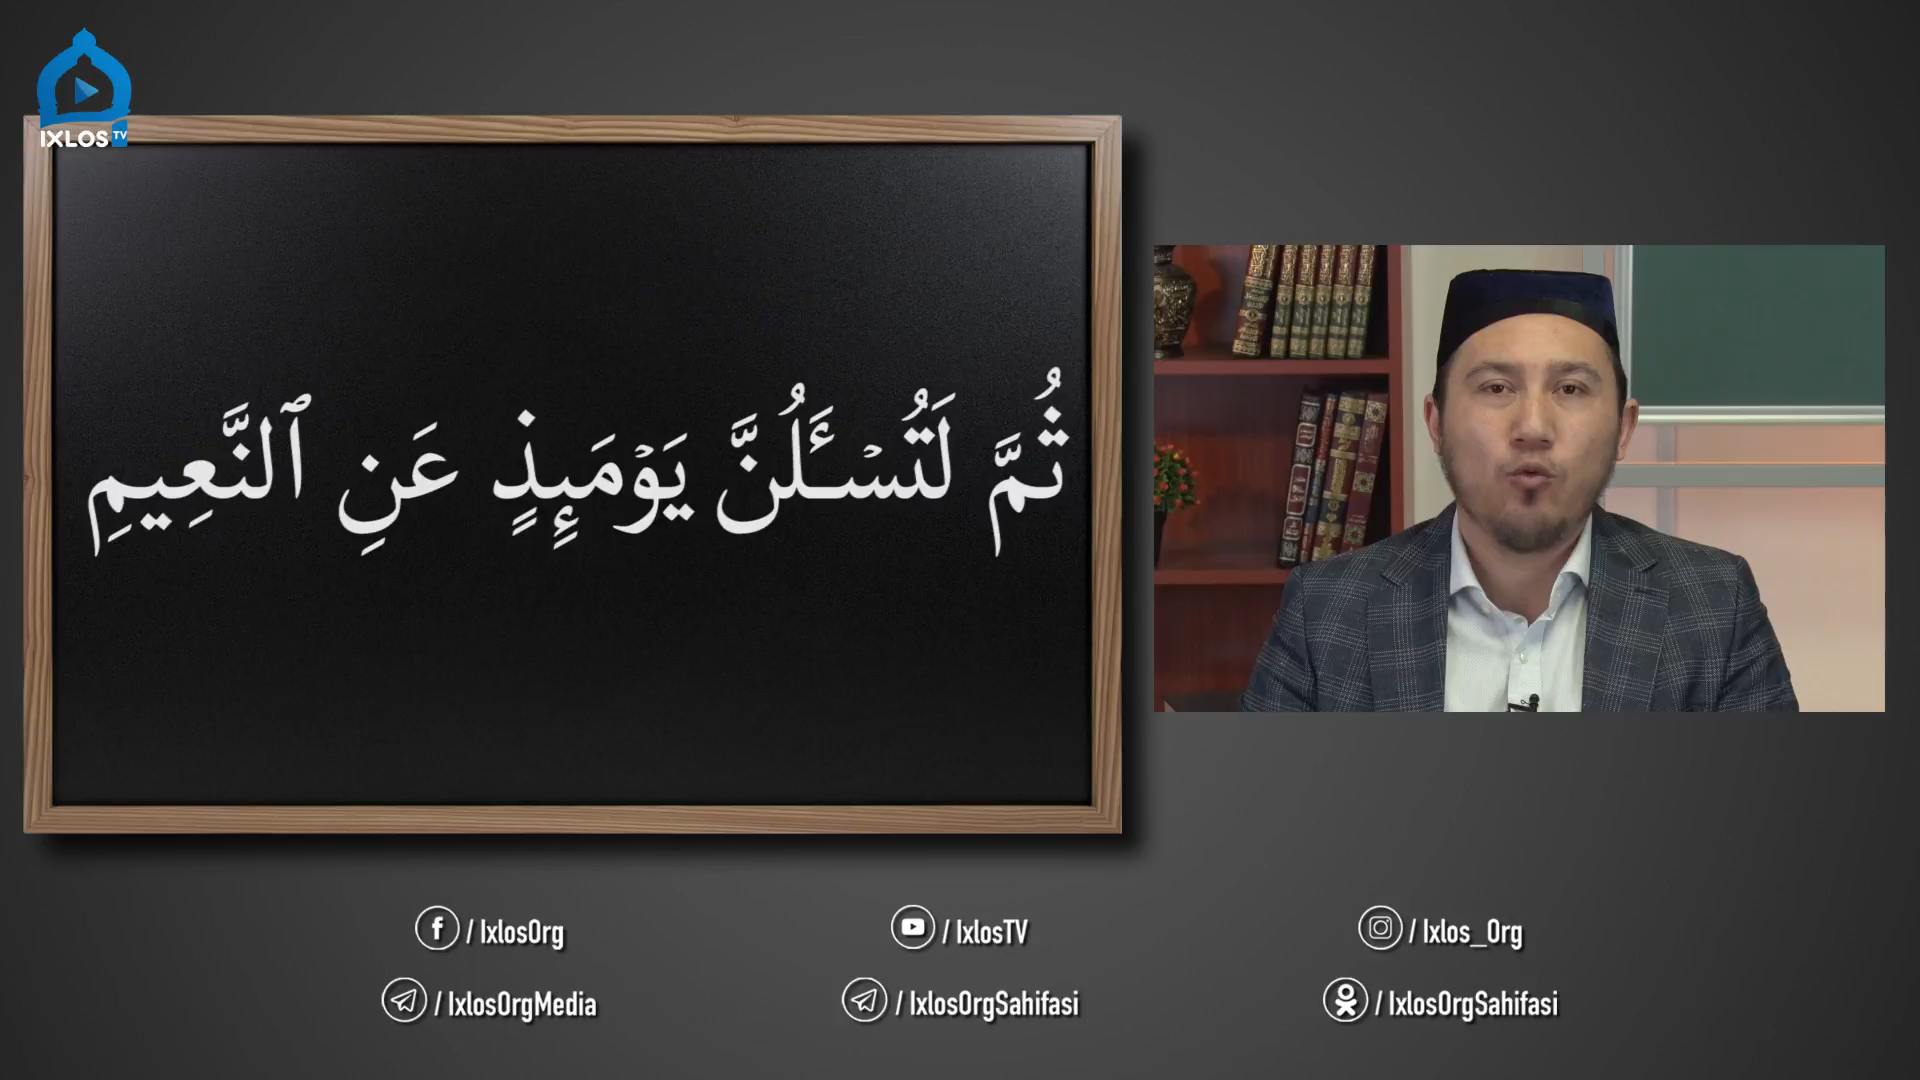 IXLOS TV
ثُمَّ لَتُسْـَٔلُنَّ يَوْمَئِذٍ عَنِ ٱلنَّعِيمِ
/ IxlosOrg
/ IxlosTV
/ Ixlos_Org
/ IxlosOrgMedia
/ IxlosOrgSahifasi
/ IxlosOrgSahifasi